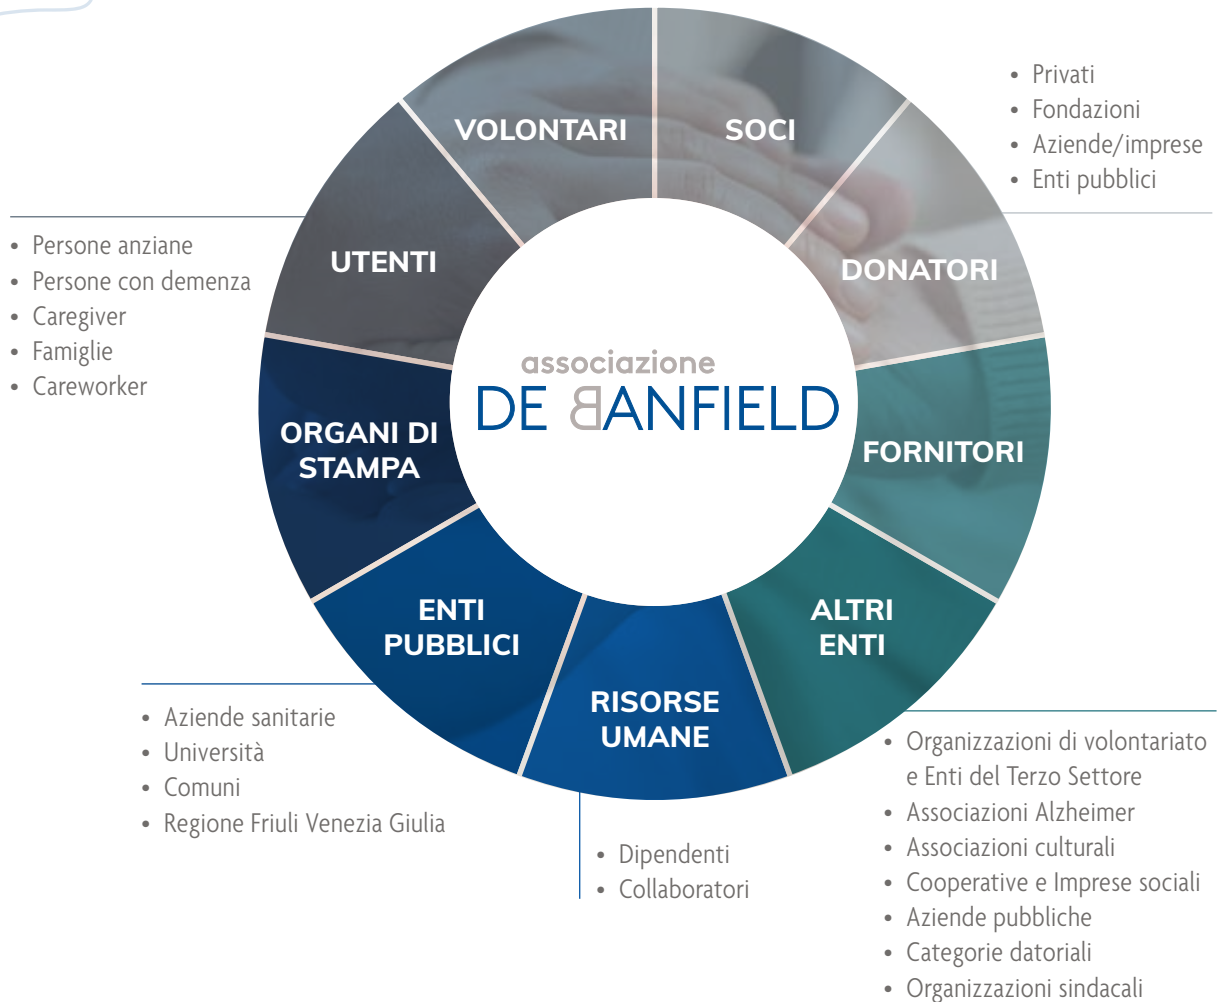 VOLONTARI
SOCI
• Privati
• Fondazioni
• Aziende/imprese
• Enti pubblici
DONATORI
UTENTI
• Persone anziane
• Persone con demenza
• Caregiver
• Famiglie
• Careworker
associazione
DE BANFIELD
ORGANI DI
STAMPA
FORNITORI
ENTI
PUBBLICI
ALTRI
ENTI
RISORSE
UMANE
• Aziende sanitarie
• Università
• Comuni
• Regione Friuli Venezia Giulia
• Dipendenti
• Collaboratori
• Organizzazioni di volontariato
e Enti del Terzo Settore
• Associazioni Alzheimer
• Associazioni culturali
• Cooperative e Imprese sociali
• Aziende pubbliche
• Categorie datoriali
• Organizzazioni sindacali